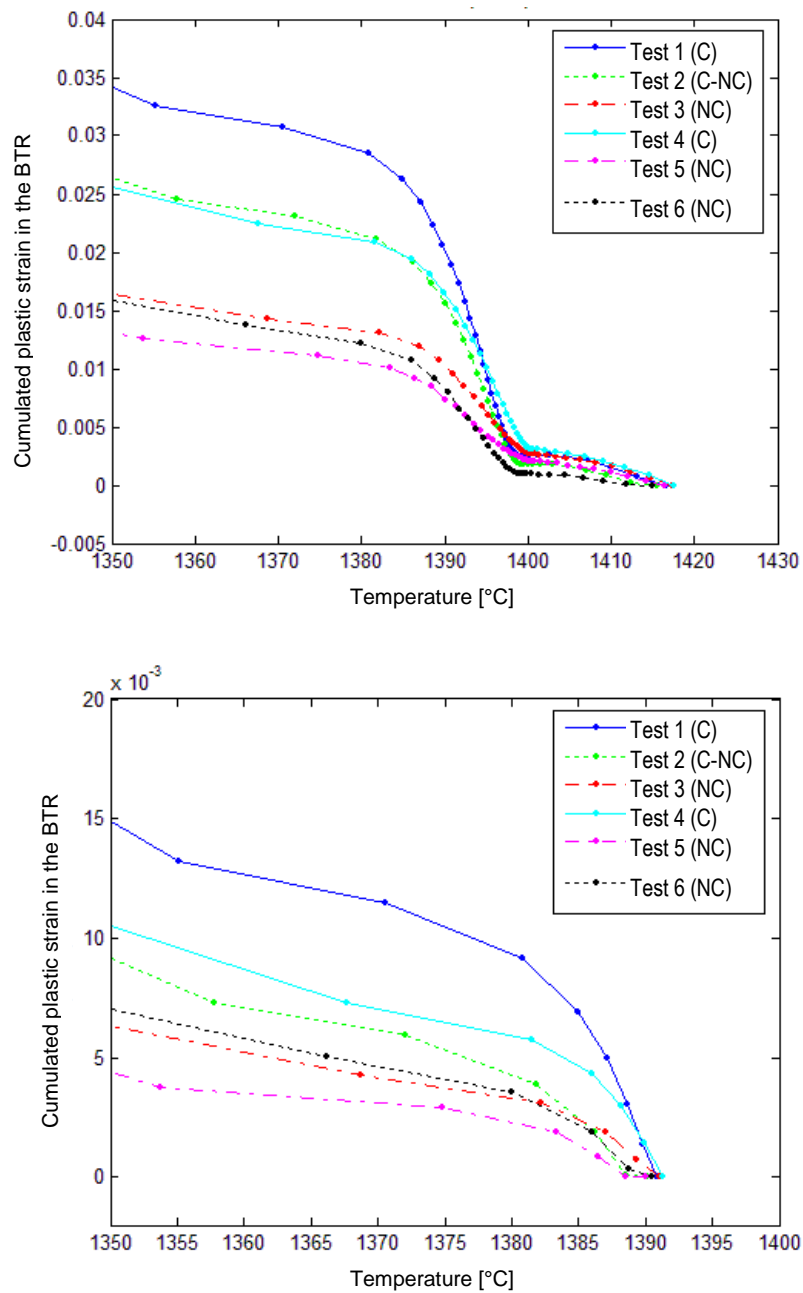 0.04
0.035
0.03
0.025
0.02
0.015
0.01
0.005
0
-0.005
Cumulated plastic strain in the BTR
Test 1 (C)
Test 2 (C-NC)
Test 3 (NC)
Test 4 (C)
Test 5 (NC)
Test 6 (NC)
1350 1360 1370 1380 1390 1400 1410 1420 1430
Temperature [°C]
x 10⁻³
20
15
10
5
0
Cumulated plastic strain in the BTR
Test 1 (C)
Test 2 (C-NC)
Test 3 (NC)
Test 4 (C)
Test 5 (NC)
Test 6 (NC)
1350 1355 1360 1365 1370 1375 1380 1385 1390 1395 1400
Temperature [°C]